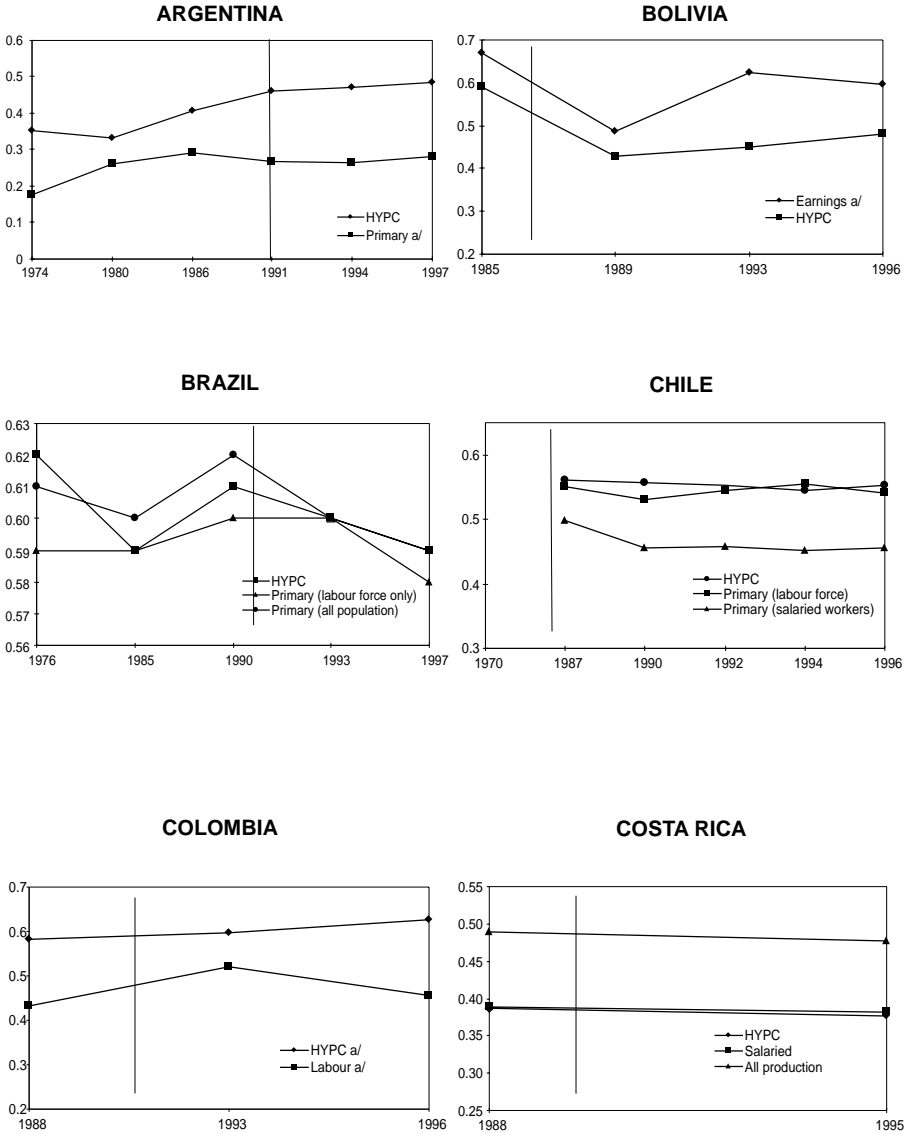 ARGENTINA
0.6
0.5
0.4
0.3
0.2
0.1
0
HYPC
Primary a/
1974 1980 1986 1991 1994 1997
BOLIVIA
0.7
0.6
0.5
0.4
0.3
0.2
Earnings a/
HYPC
1985 1989 1993 1996
BRAZIL
0.63
0.62
0.61
0.60
0.59
0.58
0.57
0.56
HYPC
Primary (labour force only)
Primary (all population)
1976 1985 1990 1993 1997
CHILE
0.6
0.5
0.4
0.3
HYPC
Primary (labour force)
Primary (salaried workers)
1970 1987 1990 1992 1994 1996
COLOMBIA
0.7
0.6
0.5
0.4
0.3
0.2
HYPC a/
Labour a/
1988 1993 1996
COSTA RICA
0.55
0.50
0.45
0.40
0.35
0.30
0.25
HYPC
Salaried
All production
1988 1995